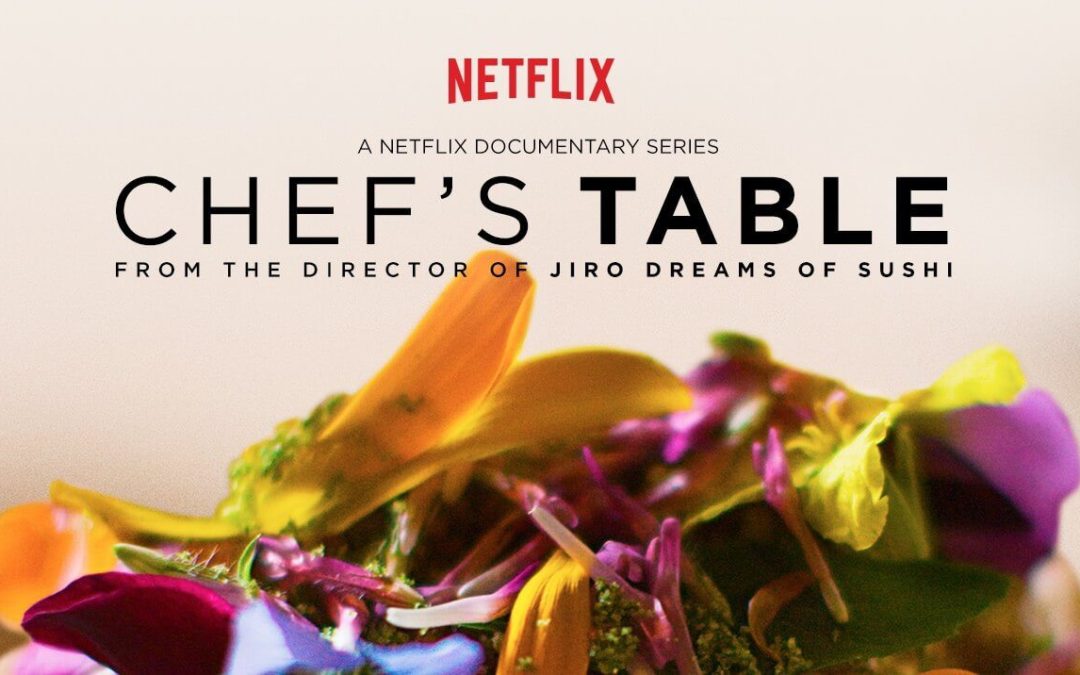 NETFLIX
A NETFLIX DOCUMENTARY SERIES
CHEF'S TABLE
FROM THE DIRECTOR OF JIRO DREAMS OF SUSHI